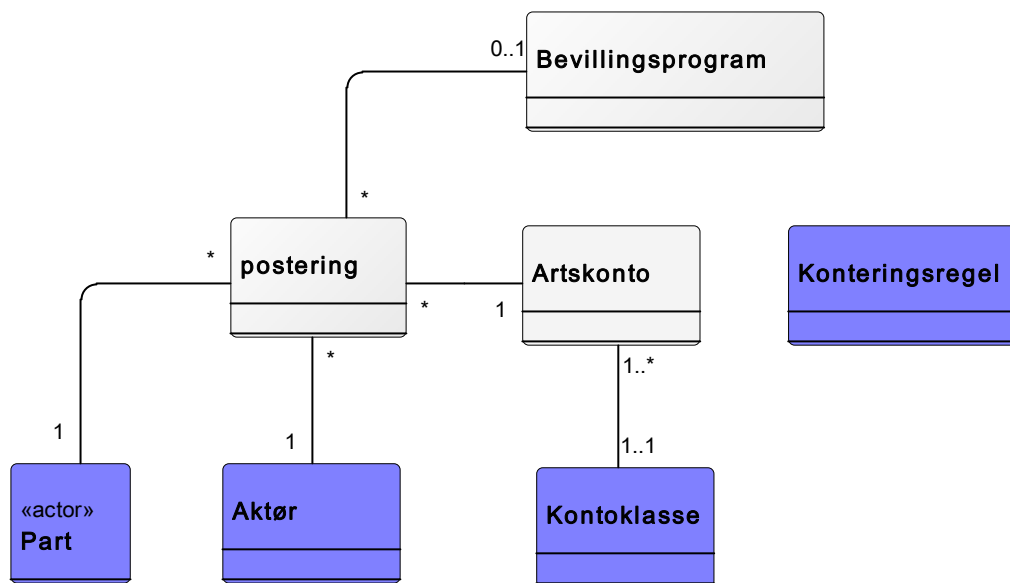 0..1
Bevillingsprogram
*
*
postering
*
1
Artskonto
Konteringsregel
*
1..*
1
1
1..1
«actor»
Part
Aktør
Kontoklasse